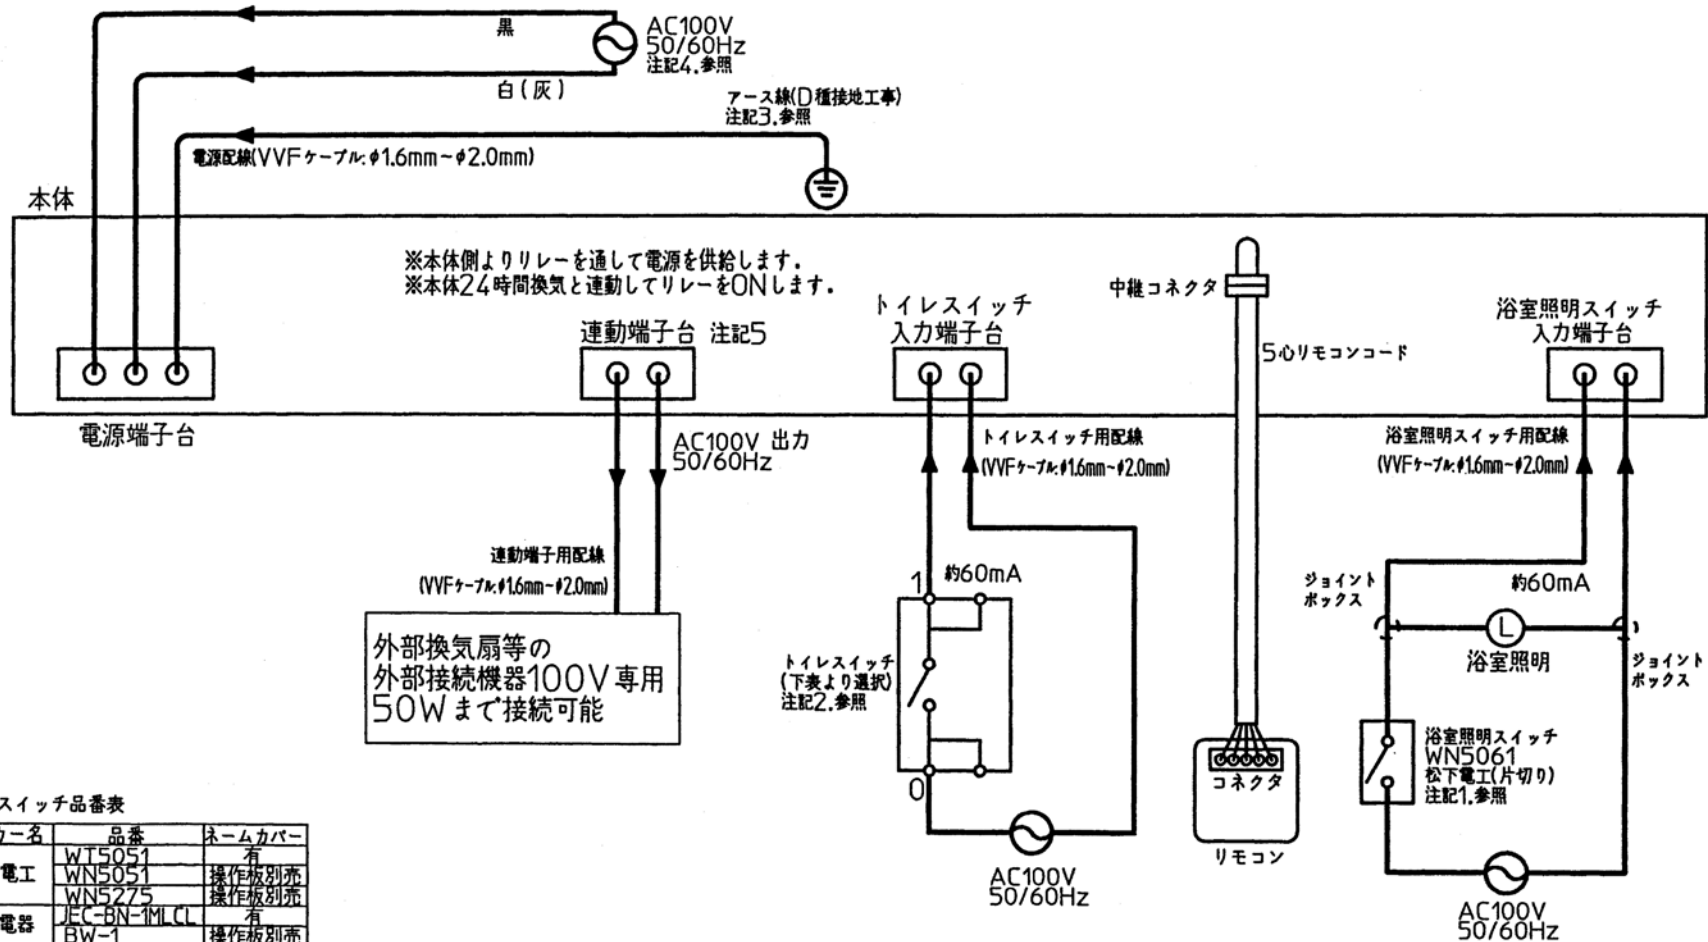 黒
AC100V
50/60Hz
注記4.参照
白(灰)
アース線(D種接地工事)
注記3.参照
電源配線(VVFケーブル:φ1.6mm~φ2.0mm)
本体
※本体側よりリレーを通して電源を供給します.
※本体24時間換気と連動してリレーをONします.
連動端子台 注記5
トイレスイッチ
入力端子台
中継コネクタ
5心リモコンコード
浴室照明スイッチ
入力端子台
電源端子台
AC100V 出力
50/60Hz
トイレスイッチ用配線
(VVFケーブル:φ1.6mm~φ2.0mm)
浴室照明スイッチ用配線
(VVFケーブル:φ1.6mm~φ2.0mm)
連動端子用配線
(VVFケーブル:φ1.6mm~φ2.0mm)
外部換気扇等の
外部接続機器100V専用
50Wまで接続可能
1
約60mA
トイレスイッチ
(下表より選択)
注記2.参照
0
AC100V
50/60Hz
コネクタ
リモコン
ジョイント
ボックス
約60mA
L
浴室照明
ジョイント
ボックス
浴室照明スイッチ
WN5061
松下電工(片切り)
注記1.参照
AC100V
50/60Hz
スイッチ品番表
カー名 品番 ネームカバー
電工 WT5051 有
WN5051 操作板別売
WN5275 操作板別売
電器 JEC-BN-1MLCL 有
BW-1 操作板別売